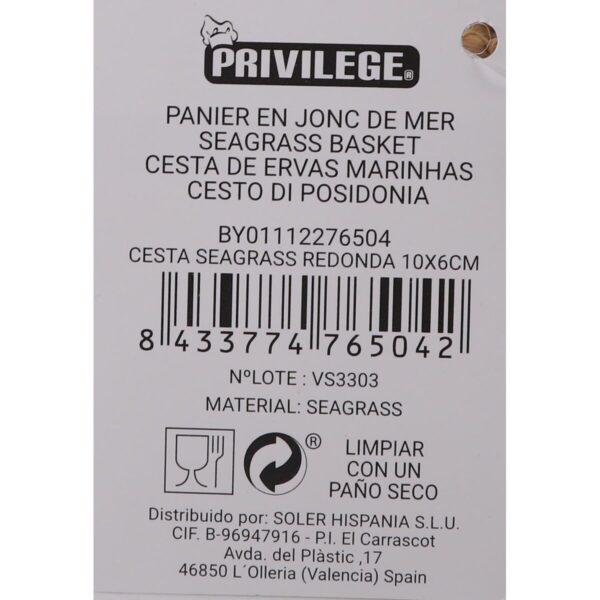 PRIVILEGE®
PANIER EN JONC DE MER
SEAGRASS BASKET
CESTA DE ERVAS MARINHAS
CESTO DI POSIDONIA
BY01112276504
CESTA SEAGRASS REDONDA 10X6CM
8 433774 765042
NºLOTE : VS3303
MATERIAL: SEAGRASS
®
LIMPIAR
CON UN
PAÑO SECO
Distribuido por: SOLER HISPANIA S.L.U.
CIF. B-96947916 - P.I. El Carrascot
Avda. del Plàstic ,17
46850 L´Olleria (Valencia) Spain